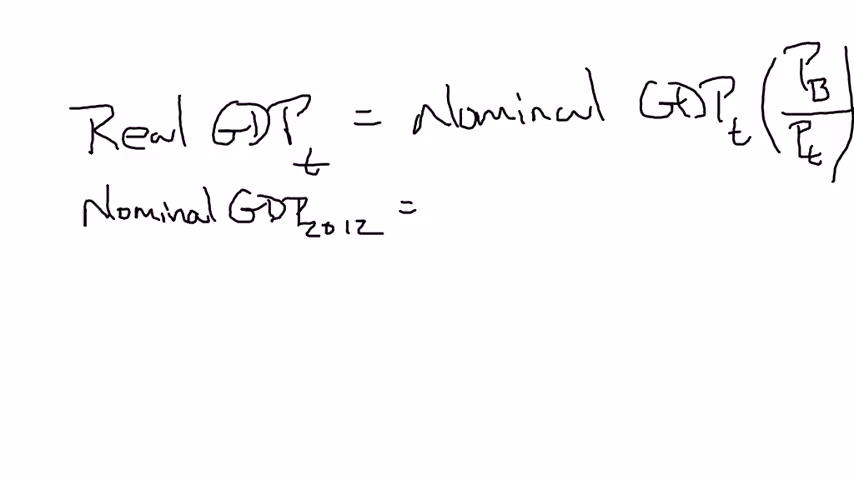 Real GDP_t = Nominal GDP_t (P_B / P_t)
Nominal GDP_2012 =